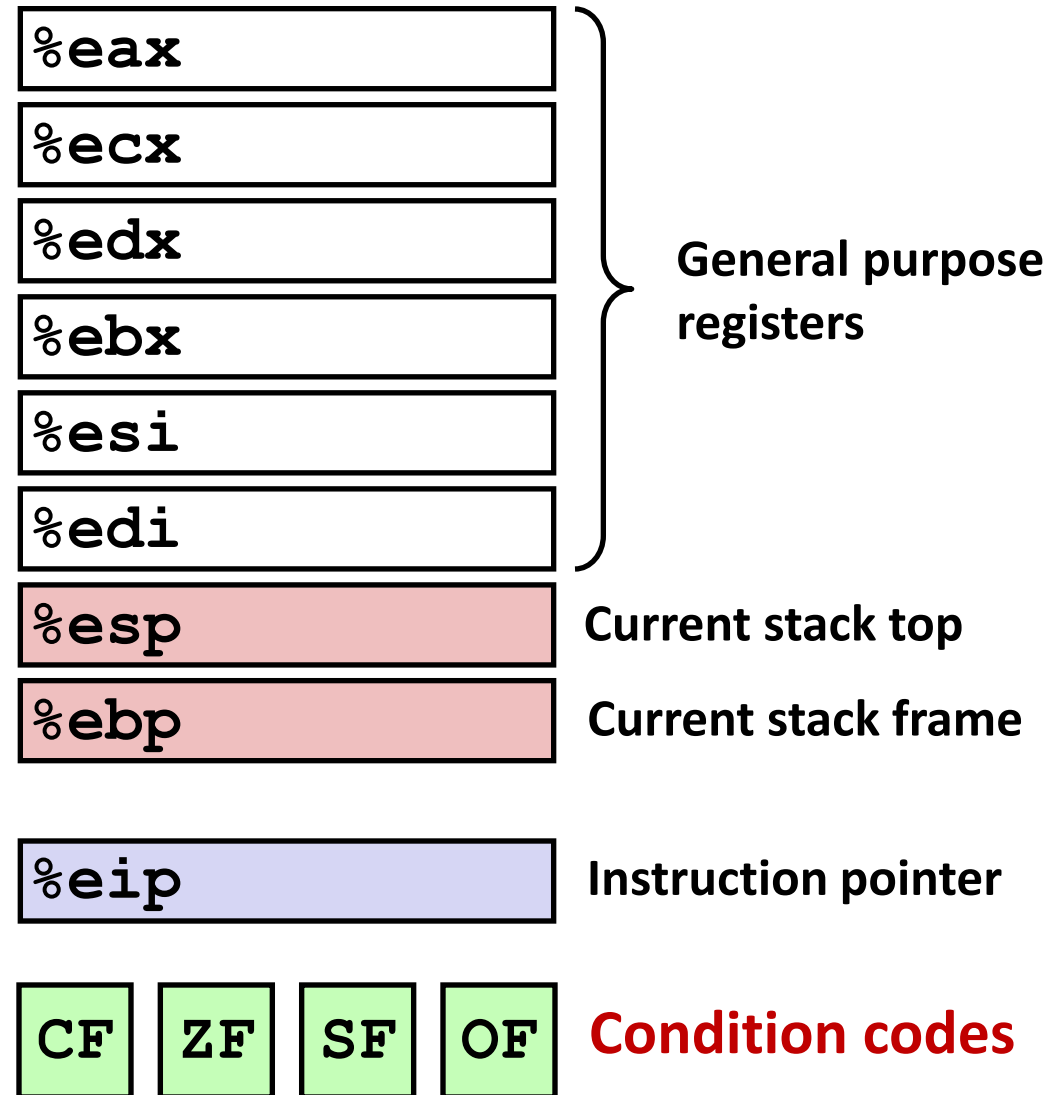 %eax
%ecx
%edx
%ebx
%esi
%edi
General purpose
registers
%esp
Current stack top
%ebp
Current stack frame
%eip
Instruction pointer
CF ZF SF OF
Condition codes